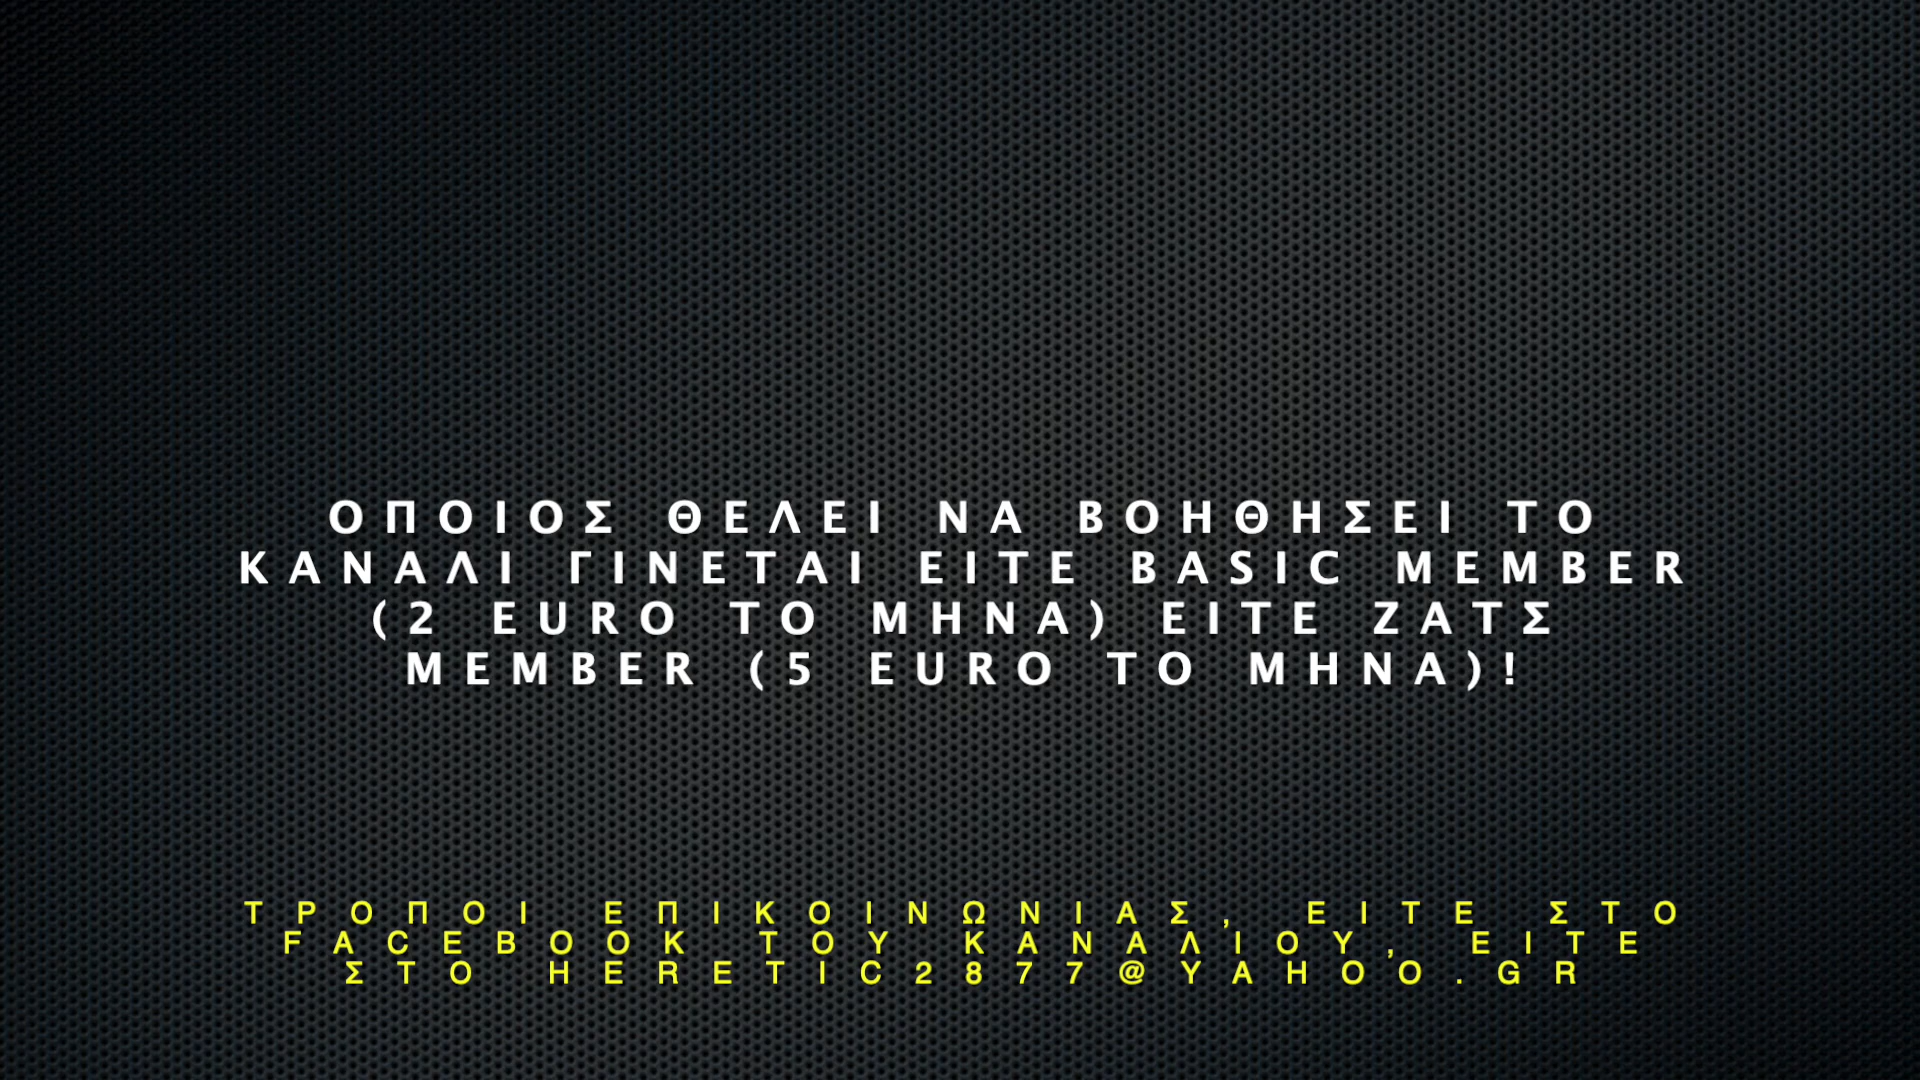 ΟΠΟΙΟΣ ΘΕΛΕΙ ΝΑ ΒΟΗΘΗΣΕΙ ΤΟ
ΚΑΝΑΛΙ ΓΙΝΕΤΑΙ ΕΙΤΕ BASIC MEMBER
(2 EURO ΤΟ ΜΗΝΑ) ΕΙΤΕ ΖΑΤΣ
MEMBER (5 EURO ΤΟ ΜΗΝΑ)!
ΤΡΟΠΟΙ ΕΠΙΚΟΙΝΩΝΙΑΣ, ΕΙΤΕ ΣΤΟ
FACEBOOK ΤΟΥ ΚΑΝΑΛΙΟΥ, ΕΙΤΕ
ΣΤΟ HERETIC2877@YAHOO.GR